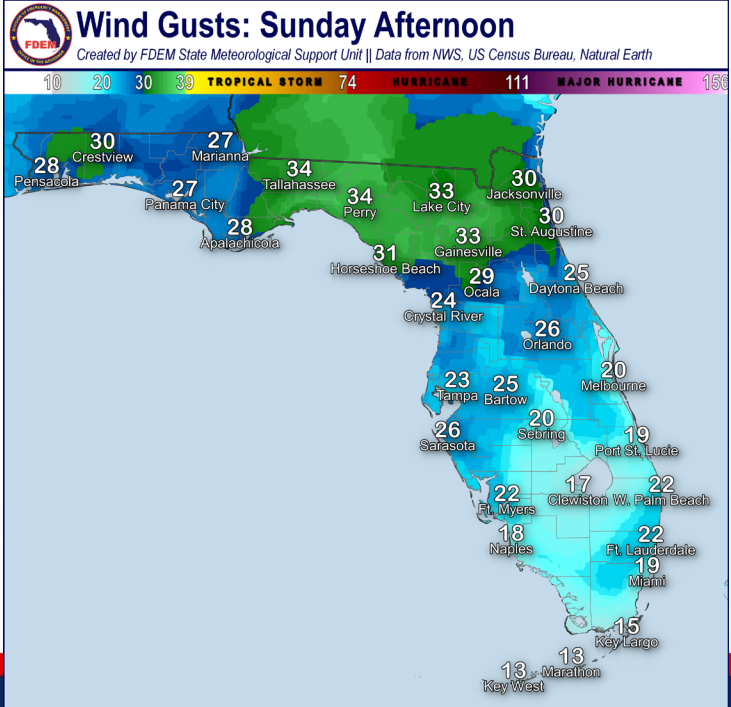 Wind Gusts: Sunday Afternoon
Created by FDEM State Meteorological Support Unit || Data from NWS, US Census Bureau, Natural Earth
FDEM
10 20 30 39 TROPICAL STORM 74 HURRICANE 111 MAJOR HURRICANE 156
30
Crestview
27
Marianna
28
Pensacola
34
Tallahassee
27
Panama City
34
Perry
33
Lake City
30
Jacksonville
28
Apalachicola
30
St. Augustine
33
Gainesville
31
Horseshoe Beach
29
Ocala
25
Daytona Beach
24
Crystal River
26
Orlando
23
Tampa
25
Bartow
20
Melbourne
26
Sarasota
20
Sebring
19
Port St. Lucie
22
Ft. Myers
17
Clewiston
22
W. Palm Beach
18
Naples
22
Ft. Lauderdale
19
Miami
15
Key Largo
13
Marathon
13
Key West